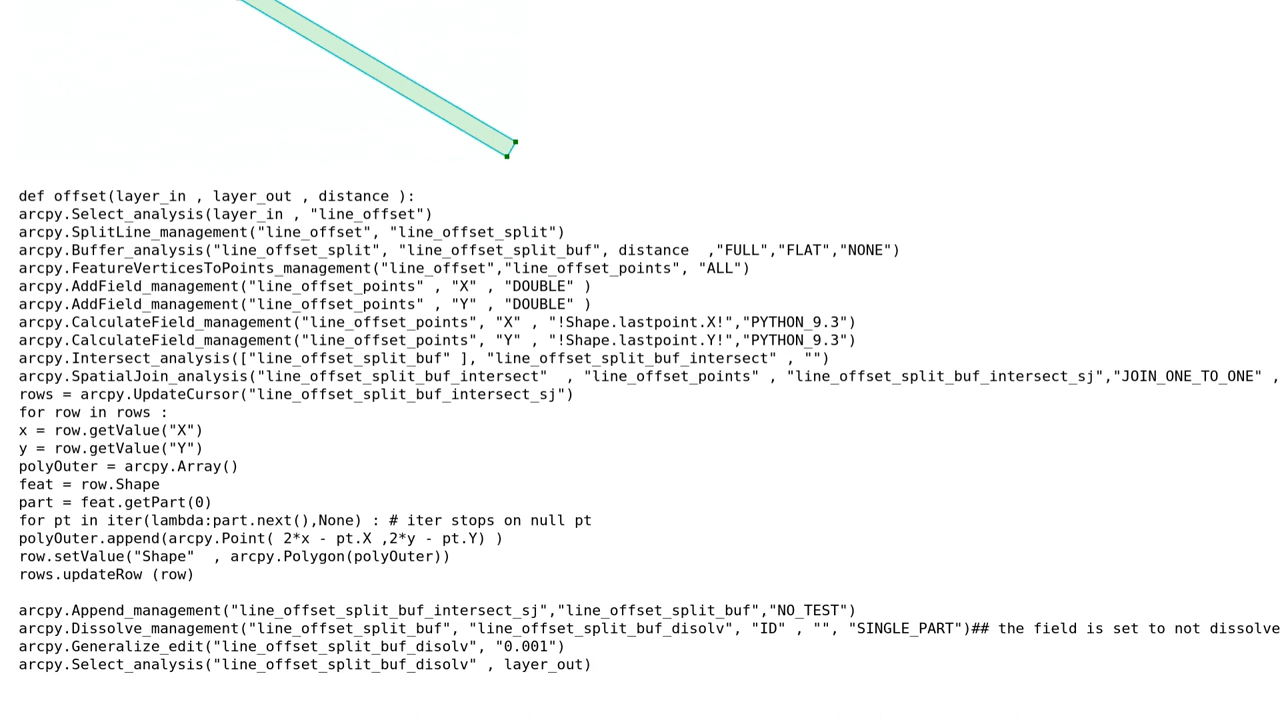 def offset(layer_in , layer_out , distance ):
arcpy.Select_analysis(layer_in , "line_offset")
arcpy.SplitLine_management("line_offset", "line_offset_split")
arcpy.Buffer_analysis("line_offset_split", "line_offset_split_buf", distance  ,"FULL","FLAT","NONE")
arcpy.FeatureVerticesToPoints_management("line_offset","line_offset_points", "ALL")
arcpy.AddField_management("line_offset_points" , "X" , "DOUBLE" )
arcpy.AddField_management("line_offset_points" , "Y" , "DOUBLE" )
arcpy.CalculateField_management("line_offset_points", "X" , "!Shape.lastpoint.X!","PYTHON_9.3")
arcpy.CalculateField_management("line_offset_points", "Y" , "!Shape.lastpoint.Y!","PYTHON_9.3")
arcpy.Intersect_analysis(["line_offset_split_buf" ], "line_offset_split_buf_intersect" , "")
arcpy.SpatialJoin_analysis("line_offset_split_buf_intersect"  , "line_offset_points" , "line_offset_split_buf_intersect_sj","JOIN_ONE_TO_ONE" ,
rows = arcpy.UpdateCursor("line_offset_split_buf_intersect_sj")
for row in rows :
x = row.getValue("X")
y = row.getValue("Y")
polyOuter = arcpy.Array()
feat = row.Shape
part = feat.getPart(0)
for pt in iter(lambda:part.next(),None) : # iter stops on null pt
polyOuter.append(arcpy.Point( 2*x - pt.X ,2*y - pt.Y) )
row.setValue("Shape"  , arcpy.Polygon(polyOuter))
rows.updateRow (row)
arcpy.Append_management("line_offset_split_buf_intersect_sj","line_offset_split_buf","NO_TEST")
arcpy.Dissolve_management("line_offset_split_buf", "line_offset_split_buf_disolv", "ID" , "", "SINGLE_PART")## the field is set to not dissolve
arcpy.Generalize_edit("line_offset_split_buf_disolv", "0.001")
arcpy.Select_analysis("line_offset_split_buf_disolv" , layer_out)